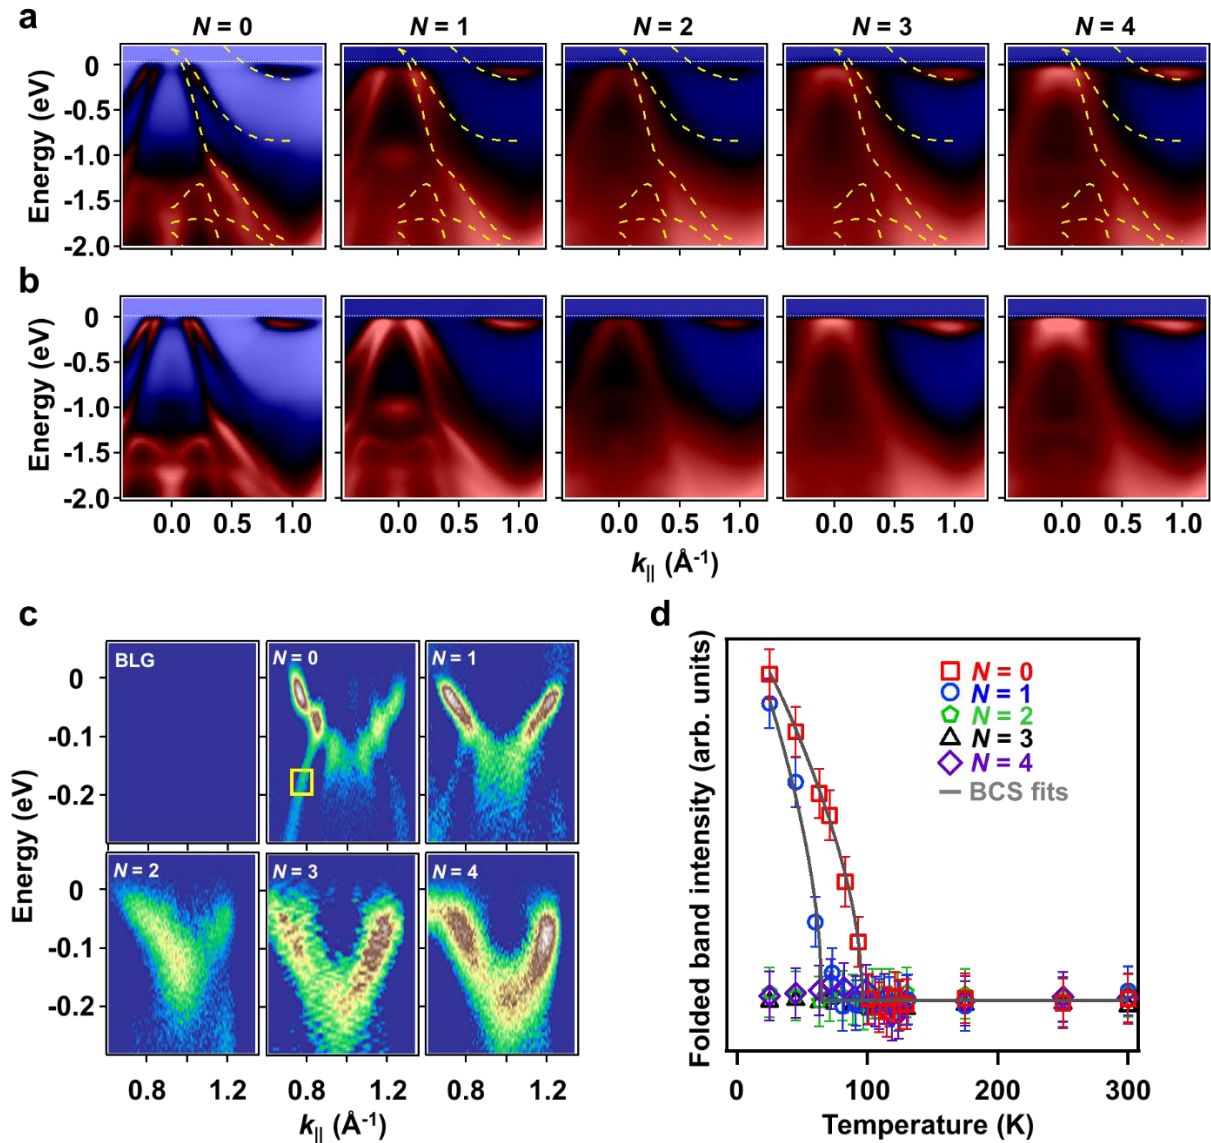 a
N = 0 N = 1 N = 2 N = 3 N = 4
Energy (eV)
0
-0.5
-1.0
-1.5
-2.0
b
Energy (eV)
0
-0.5
-1.0
-1.5
-2.0
0.0 0.5 1.0 0.0 0.5 1.0 0.0 0.5 1.0 0.0 0.5 1.0 0.0 0.5 1.0
k|| (Å-1)
c
Energy (eV)
BLG N = 0 N = 1
0
-0.1
-0.2
N = 2 N = 3 N = 4
0
-0.1
-0.2
0.8 1.2 0.8 1.2 0.8 1.2
k|| (Å-1)
d
Folded band intensity (arb. units)
N = 0
N = 1
N = 2
N = 3
N = 4
BCS fits
0 100 200 300
Temperature (K)